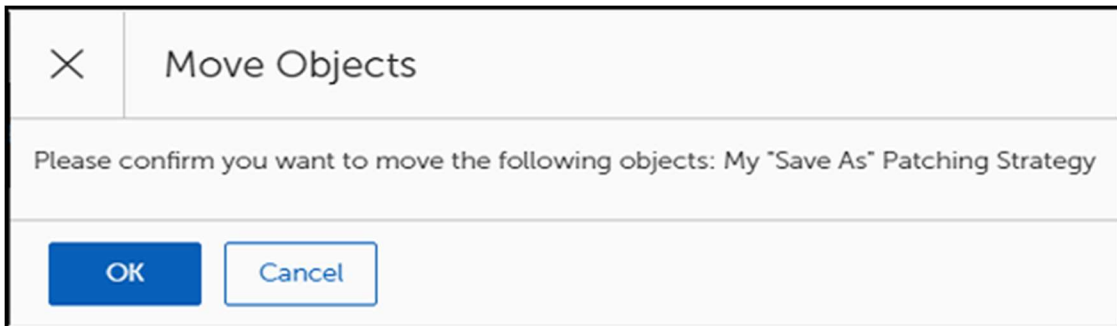 Move Objects
Please confirm you want to move the following objects: My "Save As" Patching Strategy
OK
Cancel